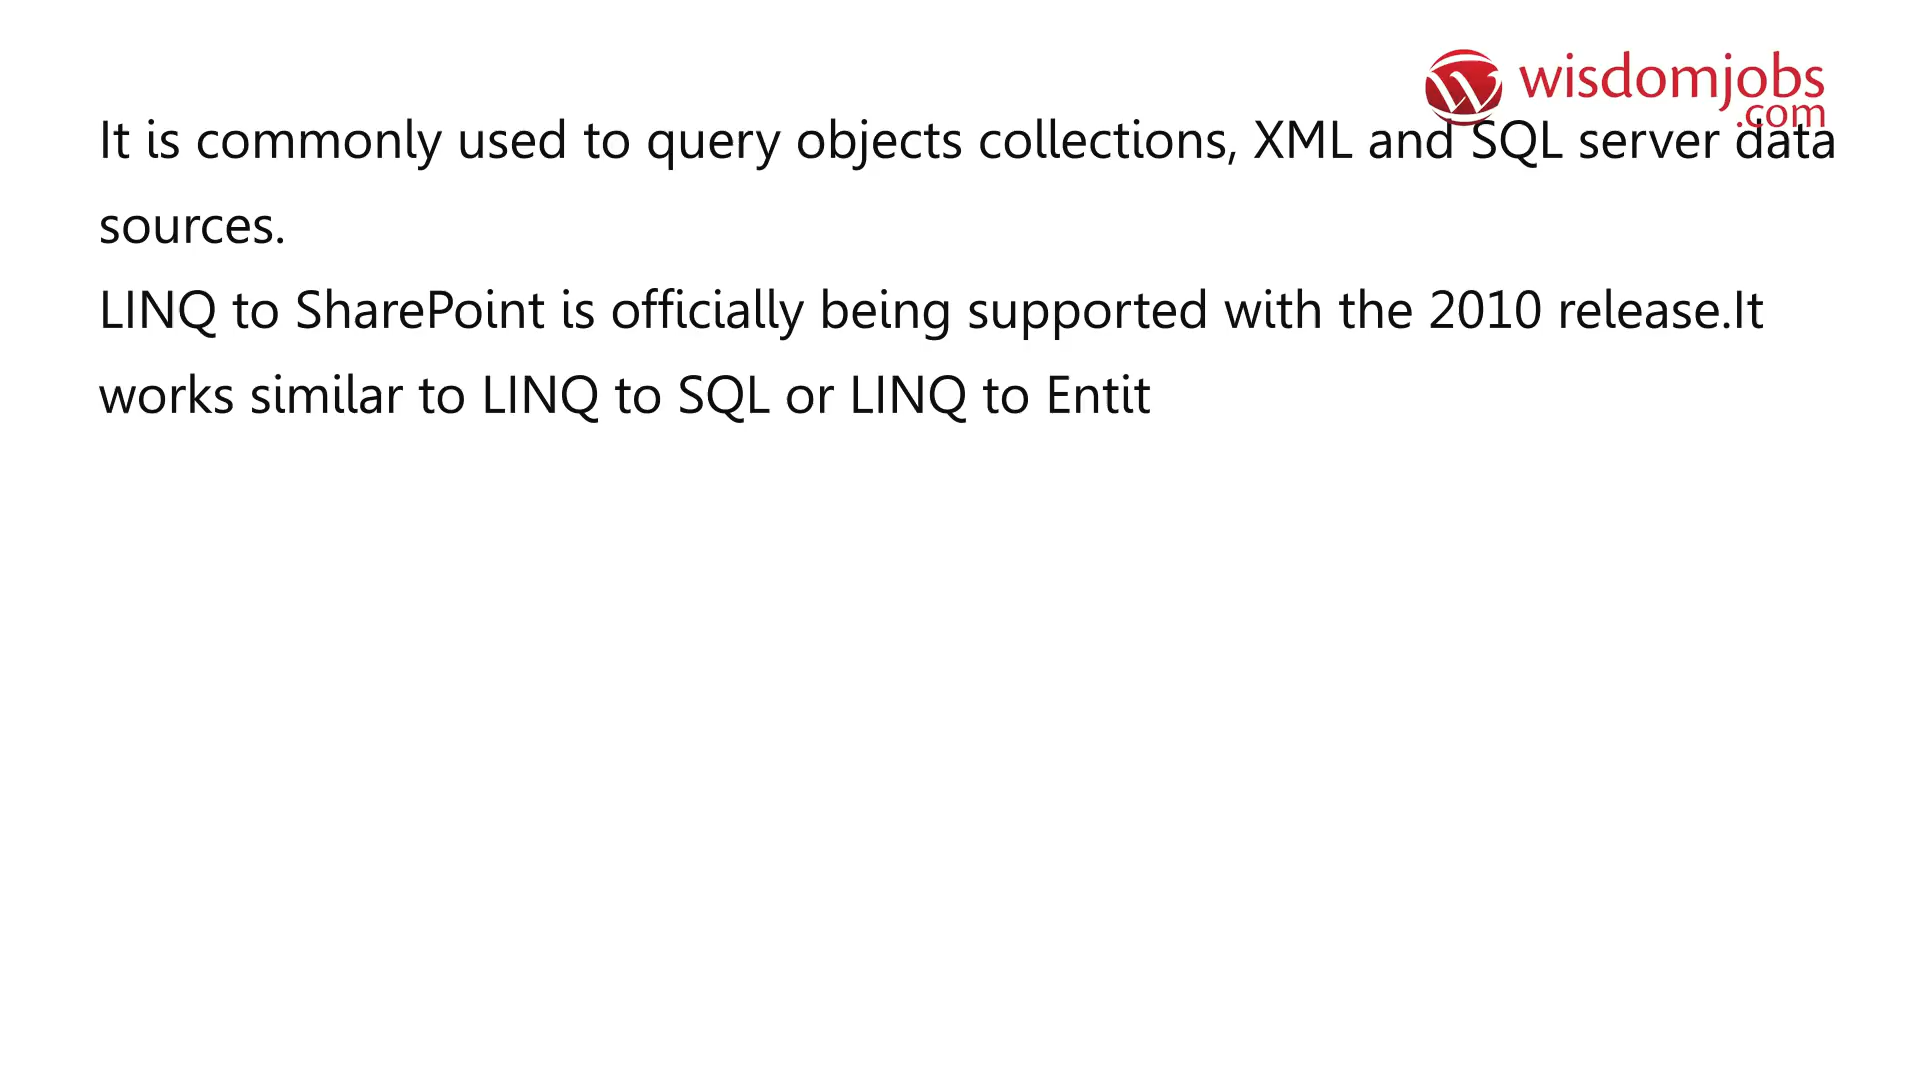 wisdomjobs
.com
It is commonly used to query objects collections, XML and SQL server data
sources.
LINQ to SharePoint is officially being supported with the 2010 release.It
works similar to LINQ to SQL or LINQ to Entit